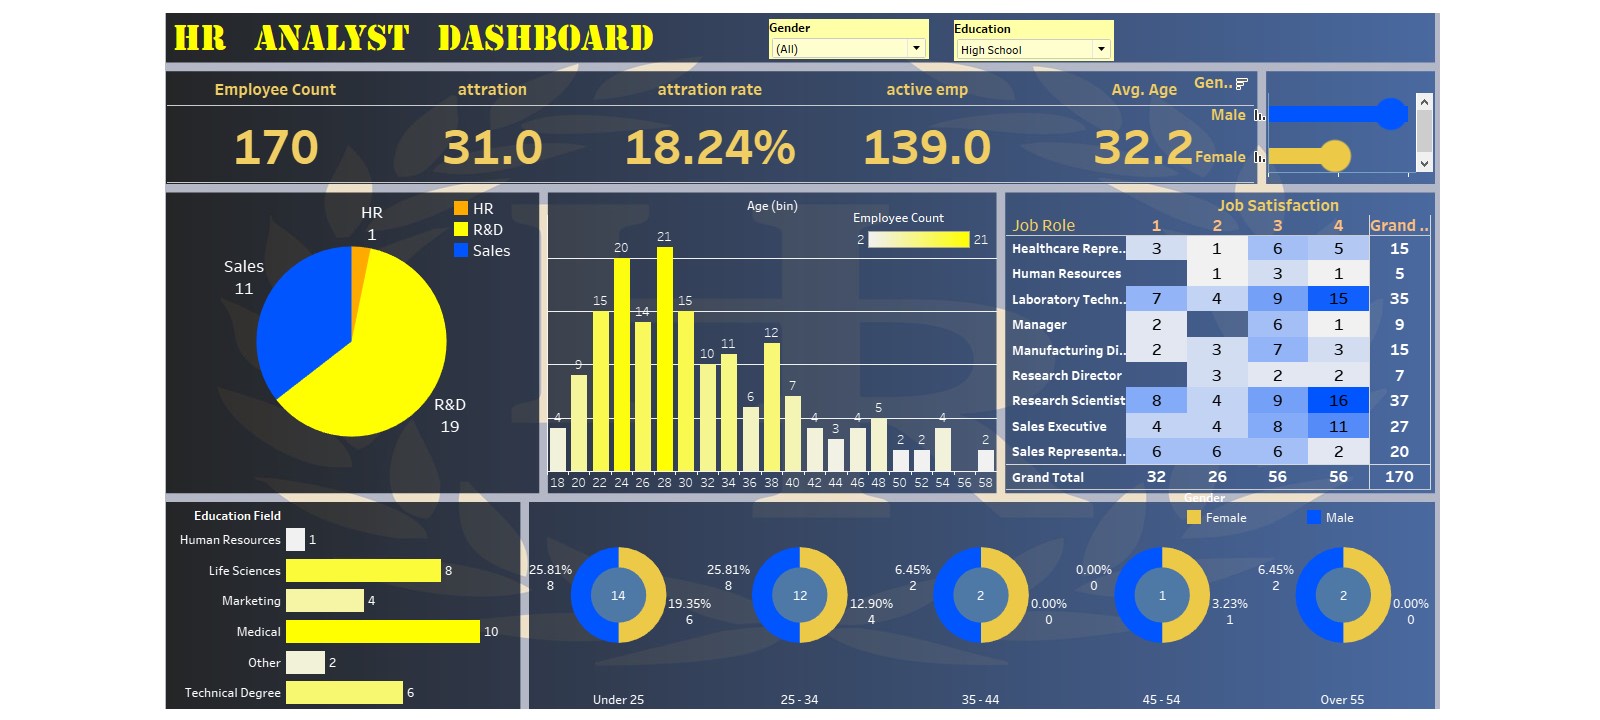 HR ANALYST DASHBOARD
Gender
(All)
Education
High School
Employee Count attration attration rate active emp Avg. Age
170 31.0 18.24% 139.0 32.2
Gen..
Male
Female
HR
1
Sales
11
R&D
19
HR
R&D
Sales
Age (bin)
Employee Count
2 21
4 9 15 20 14 21 15 10 11 6 12 7 4 3 4 5 2 2 4 2
18 20 22 24 26 28 30 32 34 36 38 40 42 44 46 48 50 52 54 56 58
Job Satisfaction
Job Role 1 2 3 4 Grand ..
Healthcare Repre.. 3 1 6 5 15
Human Resources 1 3 1 5
Laboratory Techn.. 7 4 9 15 35
Manager 2 6 1 9
Manufacturing Di.. 2 3 7 3 15
Research Director 3 2 2 7
Research Scientist 8 4 9 16 37
Sales Executive 4 4 8 11 27
Sales Representa.. 6 6 6 2 20
Grand Total 32 26 56 56 170
Education Field
Human Resources 1
Life Sciences 8
Marketing 4
Medical 10
Other 2
Technical Degree 6
Gender
Female Male
25.81%
8
14
19.35%
6
Under 25
25.81%
8
12
12.90%
4
25 - 34
6.45%
2
2
0.00%
0
35 - 44
0.00%
0
1
3.23%
1
45 - 54
6.45%
2
2
0.00%
0
Over 55